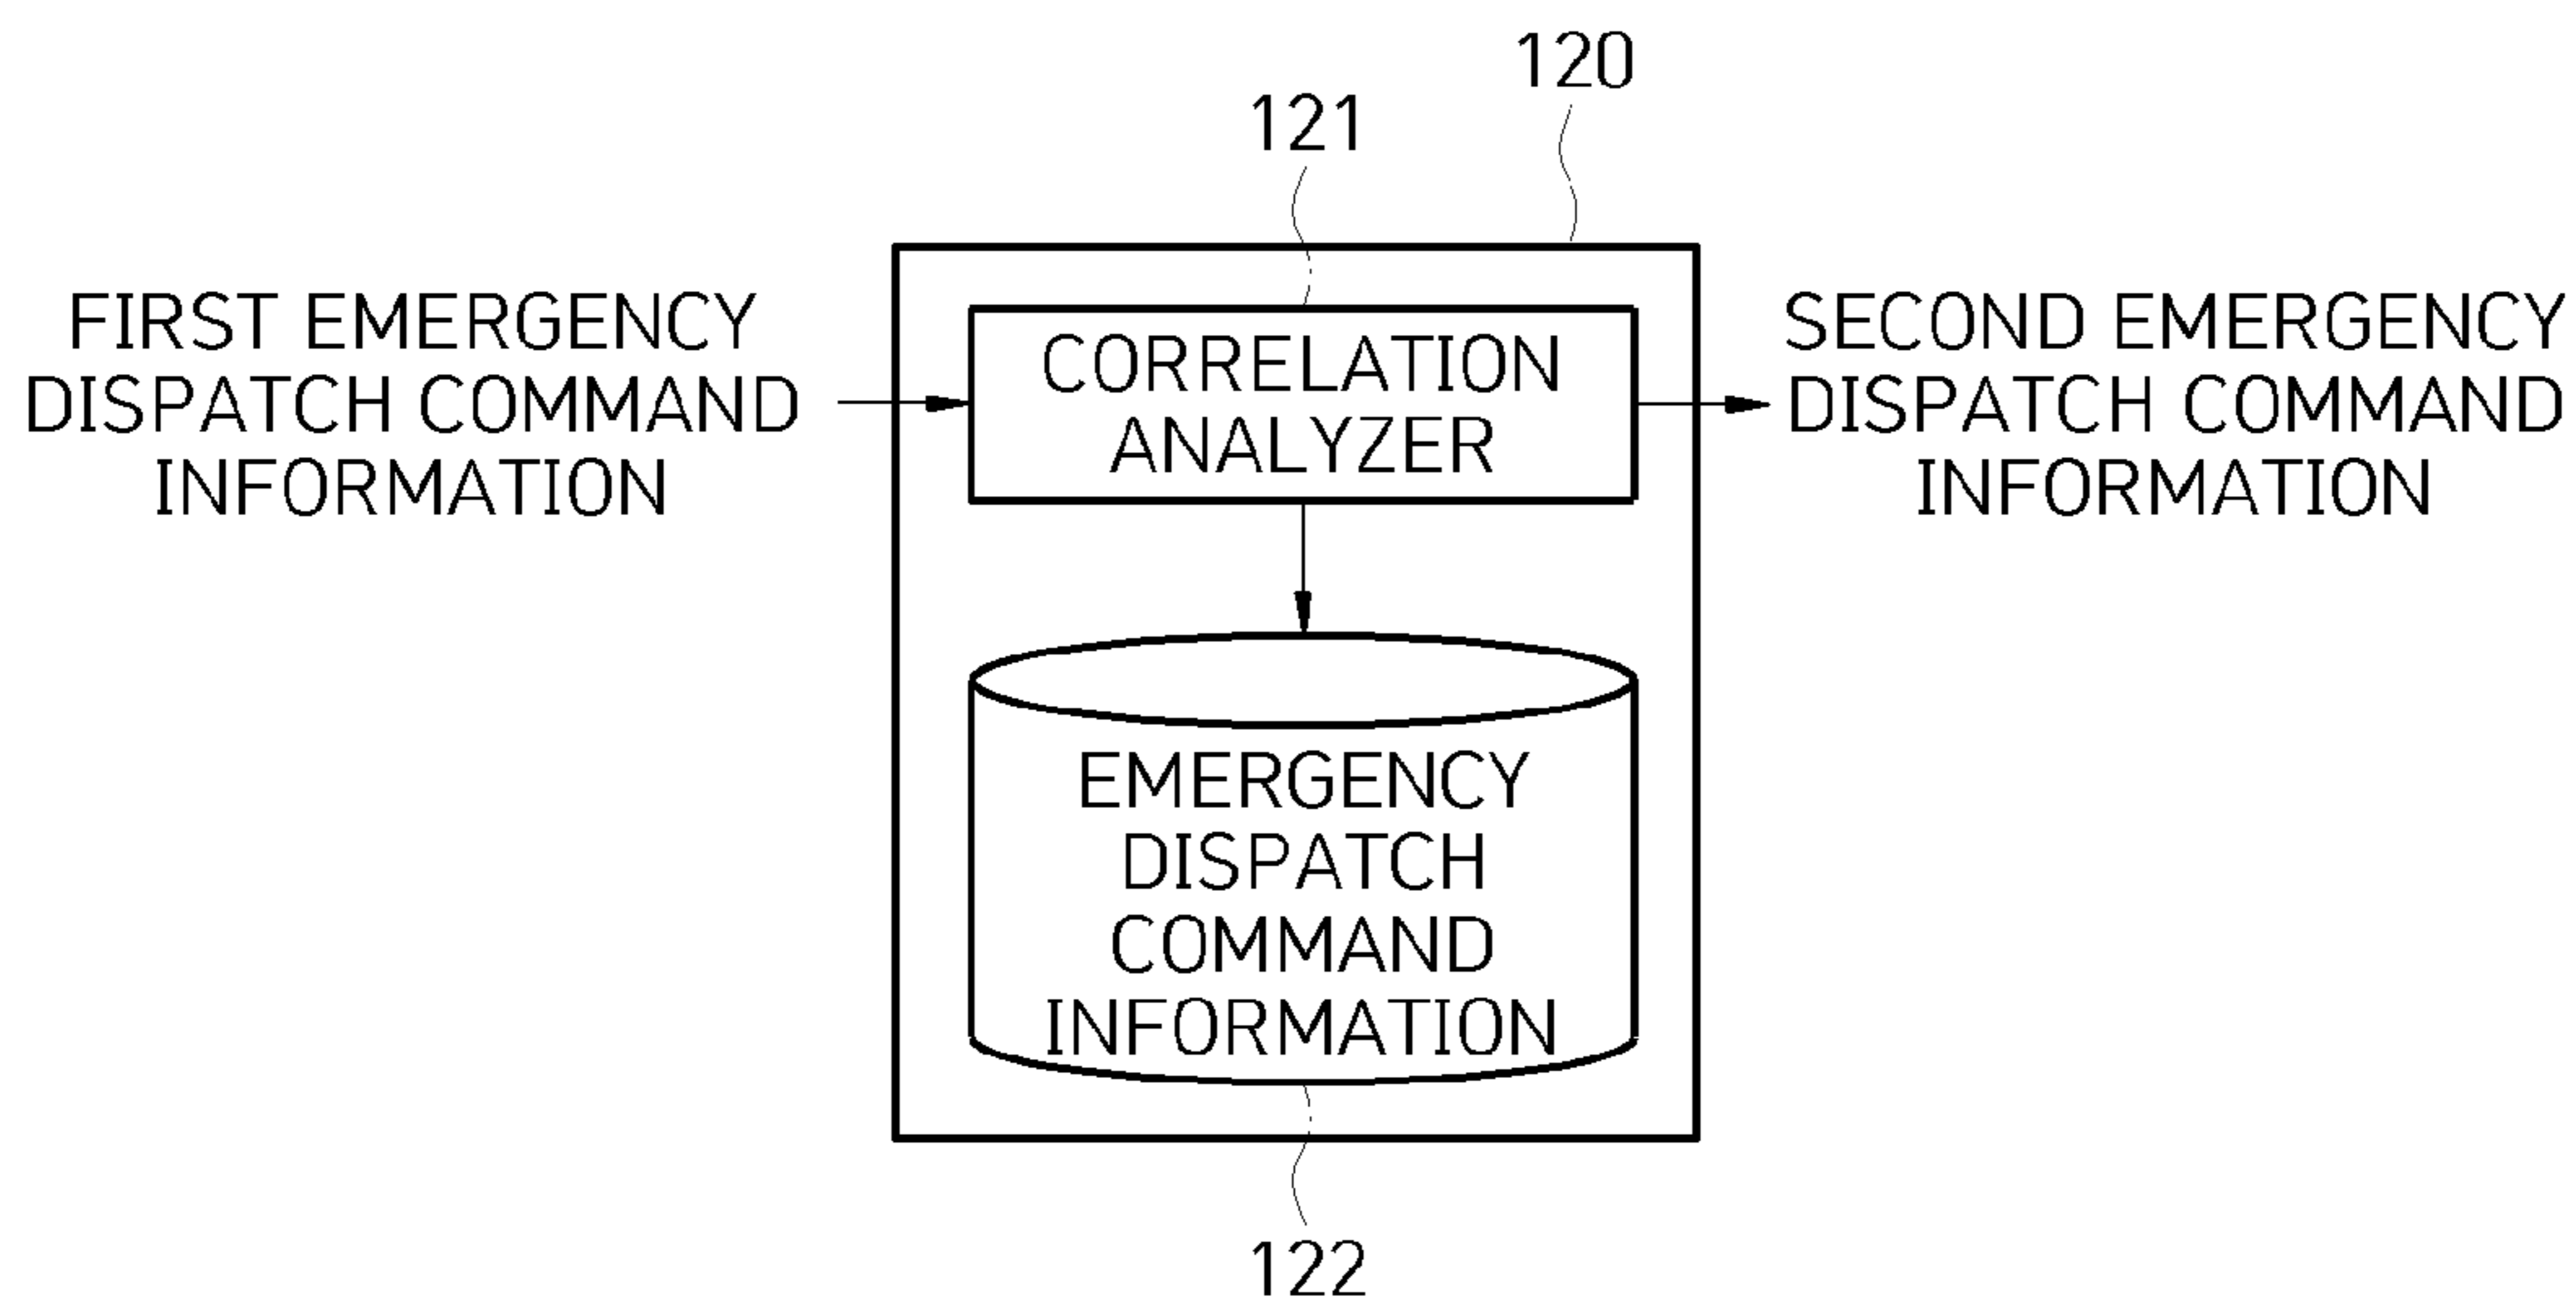 120
121
FIRST EMERGENCY
DISPATCH COMMAND
INFORMATION
CORRELATION
ANALYZER
SECOND EMERGENCY
DISPATCH COMMAND
INFORMATION
EMERGENCY
DISPATCH
COMMAND
INFORMATION
122